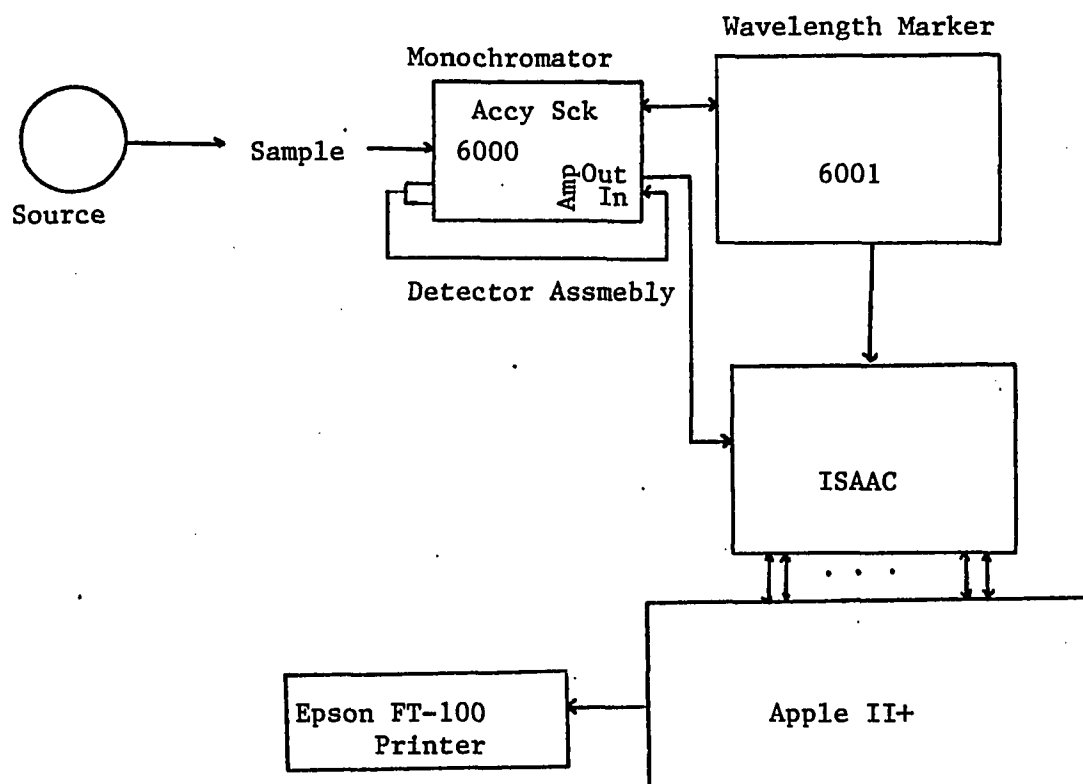 Wavelength Marker
Monochromator
Accy Sck
6000
Sample
Amp
Out
In
6001
Source
Detector Assmebly
ISAAC
. . .
Epson FT-100
Printer
Apple II+